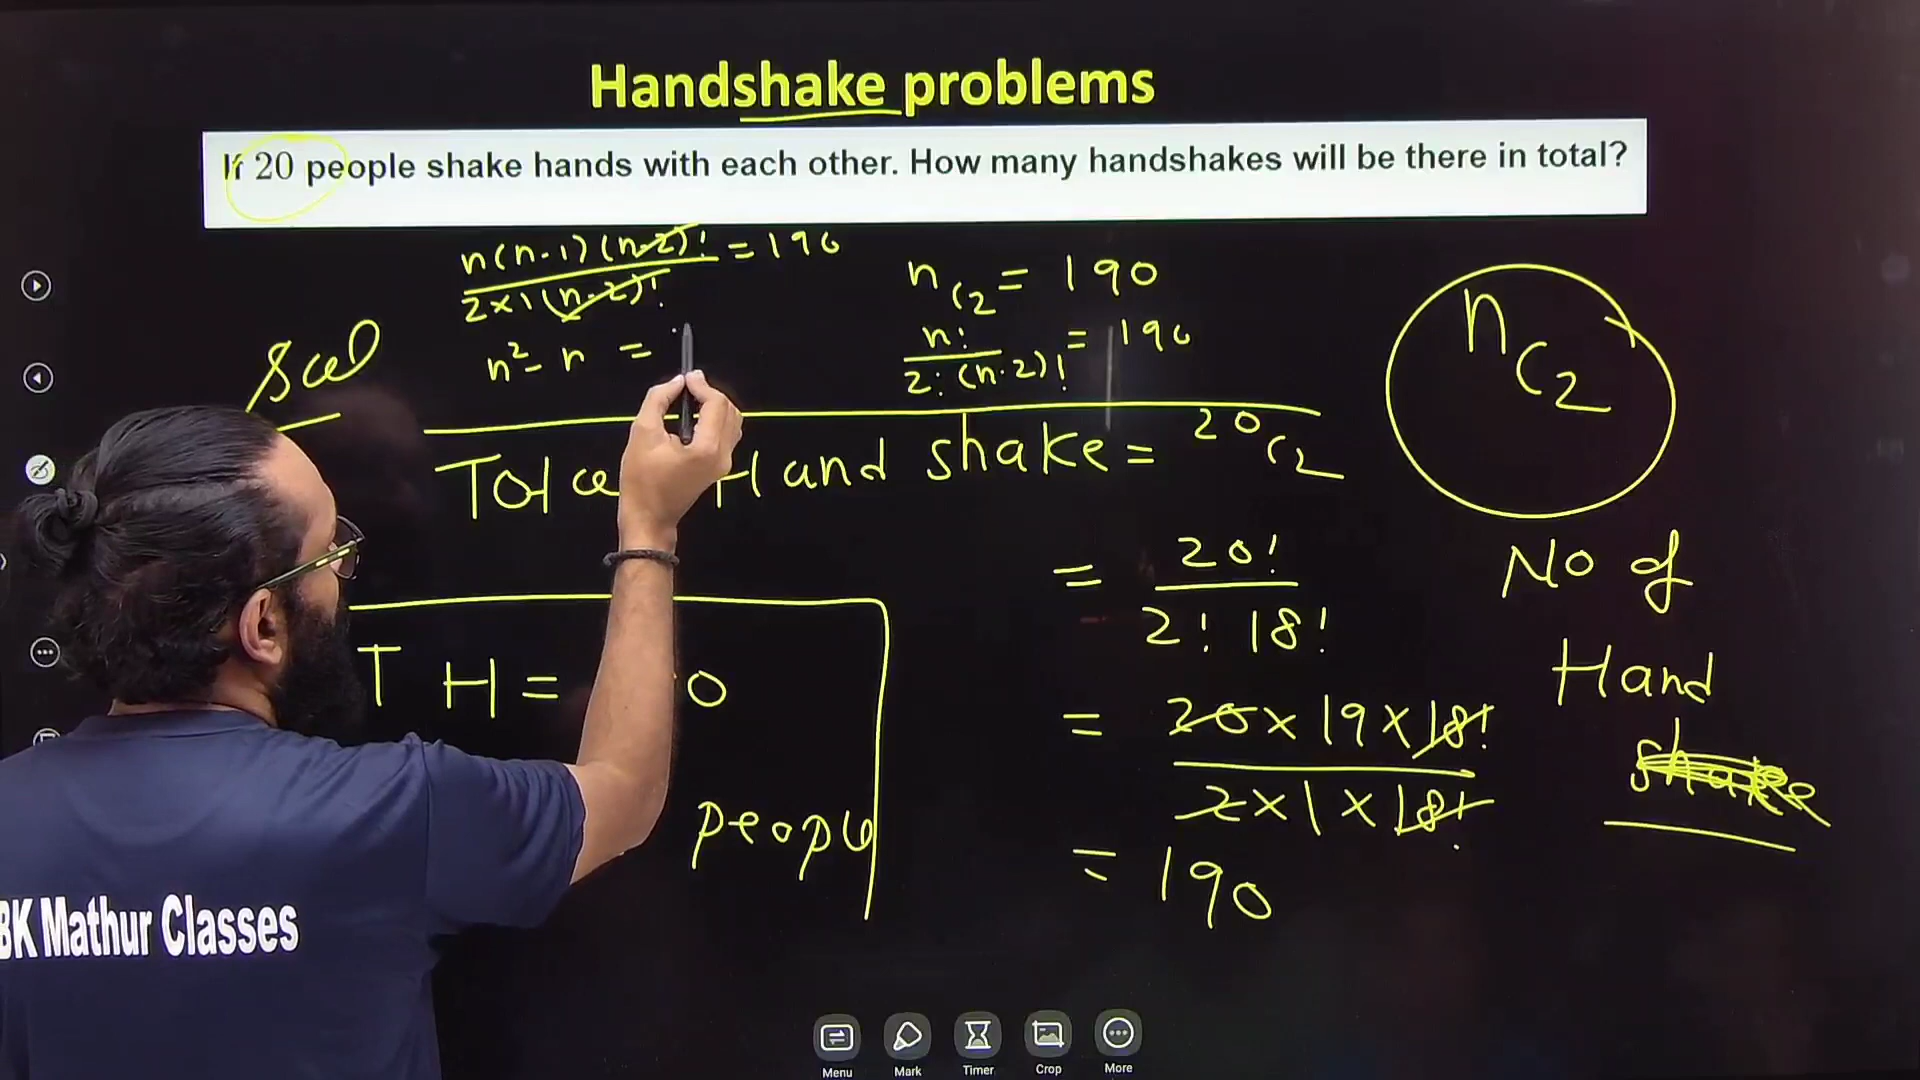 Handshake problems
If 20 people shake hands with each other. How many handshakes will be there in total?
n(n-1)(n-2)! = 190
2×1(n-2)!
n² - n =
nC2 = 190
n! = 190
2!(n-2)!
nC2
Sol
Total Hand shake = 20C2
= 20!
2! 18!
= 20×19×18!
2×1×18!
= 190
No of
Hand
shake
T H = 0
people
BK Mathur Classes
Menu
Mark
Timer
Crop
More